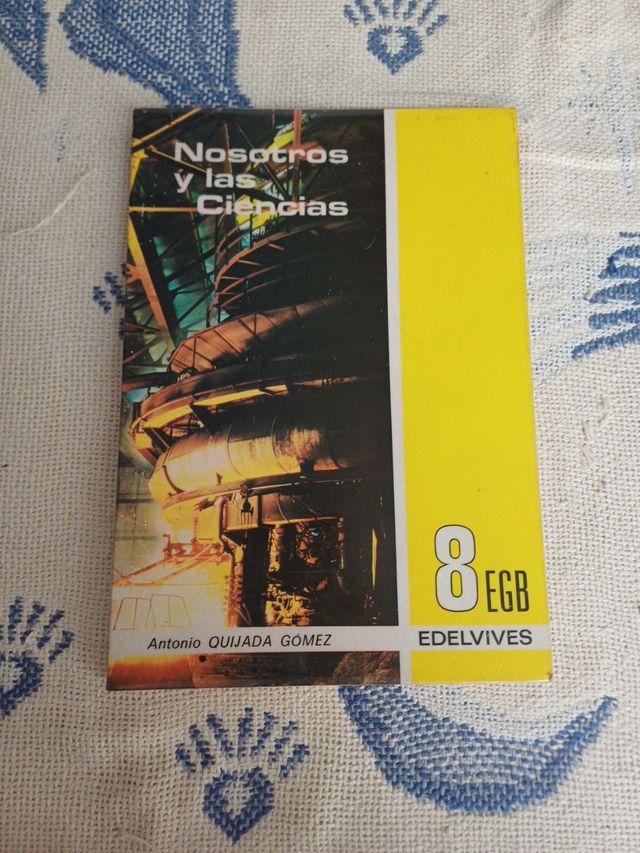 Nosotros
y las
Ciencias
8 EGB
Antonio QUIJADA GÓMEZ
EDELVIVES